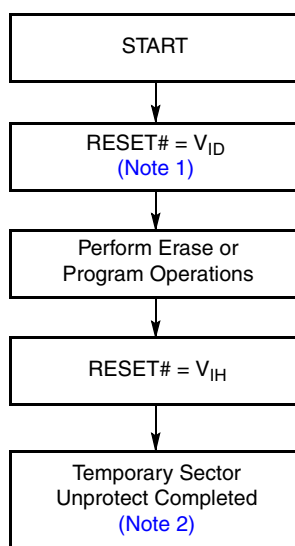 START
RESET# = VID
(Note 1)
Perform Erase or
Program Operations
RESET# = VIH
Temporary Sector
Unprotect Completed
(Note 2)